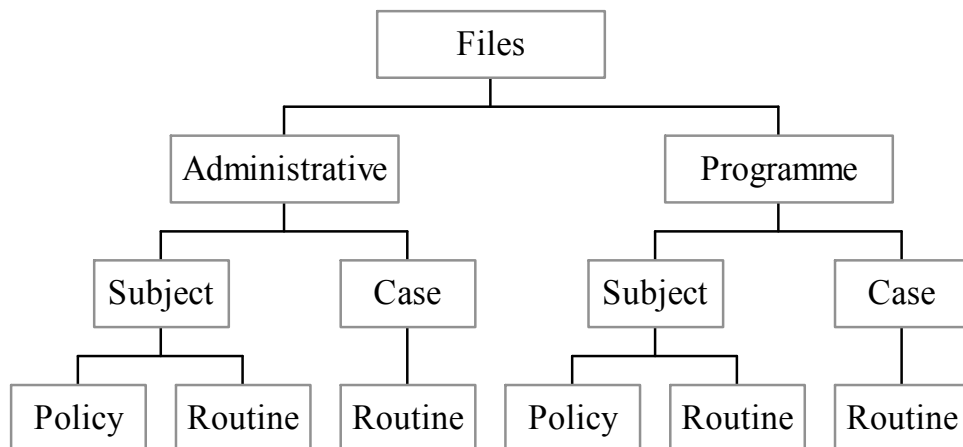 Files
Administrative Programme
Subject Case Subject Case
Policy Routine Routine Policy Routine Routine